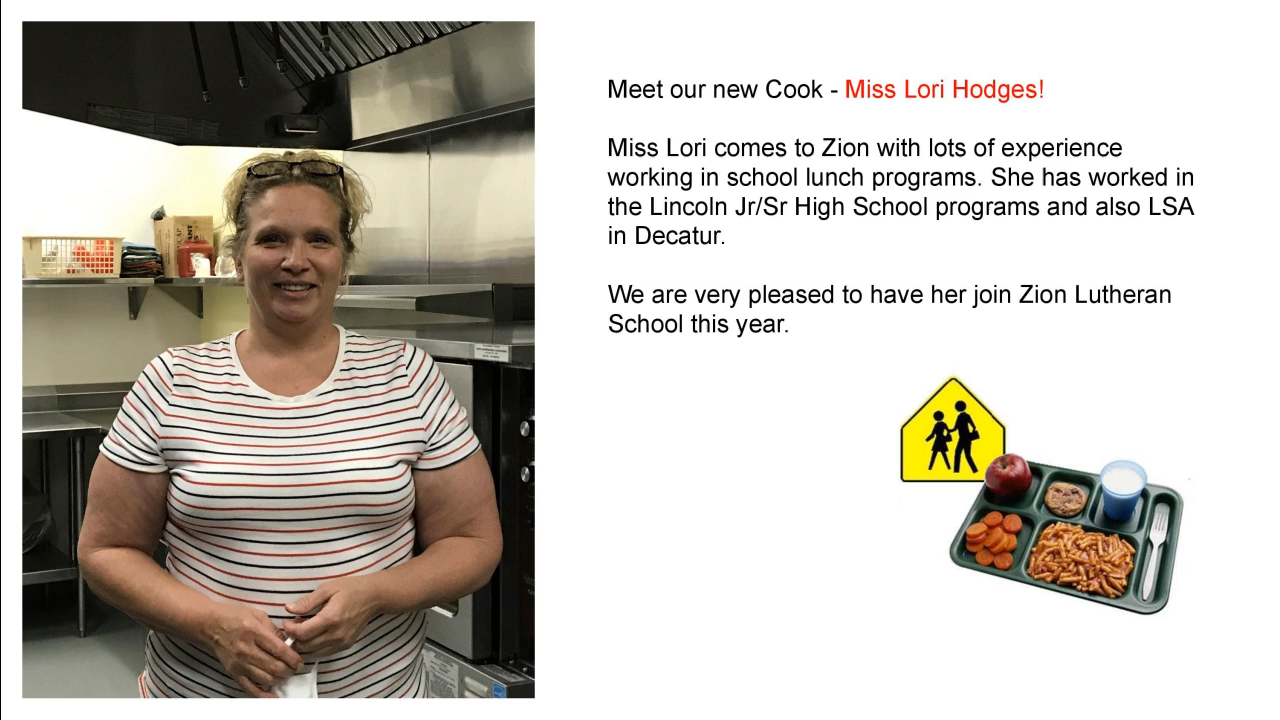 Meet our new Cook - Miss Lori Hodges!
Miss Lori comes to Zion with lots of experience
working in school lunch programs. She has worked in
the Lincoln Jr/Sr High School programs and also LSA
in Decatur.
We are very pleased to have her join Zion Lutheran
School this year.